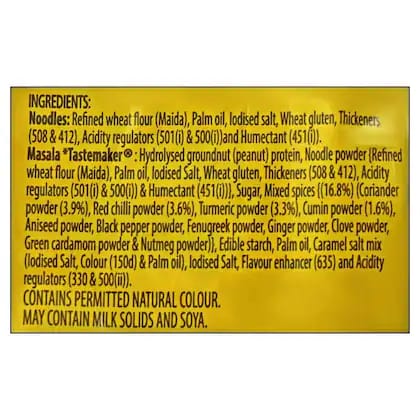 INGREDIENTS:
Noodles: Refined wheat flour (Maida), Palm oil, Iodised salt, Wheat gluten, Thickeners
(508 & 412), Acidity regulators (501(i) & 500(i))and Humectant (451(i)).
Masala *Tastemaker®: Hydrolysed groundnut (peanut) protein, Noodle powder {Refined
wheat flour (Maida), Palm oil, Iodised Salt, Wheat gluten, Thickeners (508 & 412), Acidity
regulators (501(i) & 500(i)) & Humectant (451(i))}, Sugar, Mixed spices {(16.8%) (Coriander
powder (3.9%), Red chilli powder (3.6%), Turmeric powder (3.3%), Cumin powder (1.6%),
Aniseed powder, Black pepper powder, Fenugreek powder, Ginger powder, Clove powder,
Green cardamom powder & Nutmeg powder)}, Edible starch, Palm oil, Caramel salt mix
(Iodised Salt, Colour (150d) & Palm oil), Iodised Salt, Flavour enhancer (635) and Acidity
regulators (330 & 500(ii)).
CONTAINS PERMITTED NATURAL COLOUR.
MAY CONTAIN MILK SOLIDS AND SOYA.